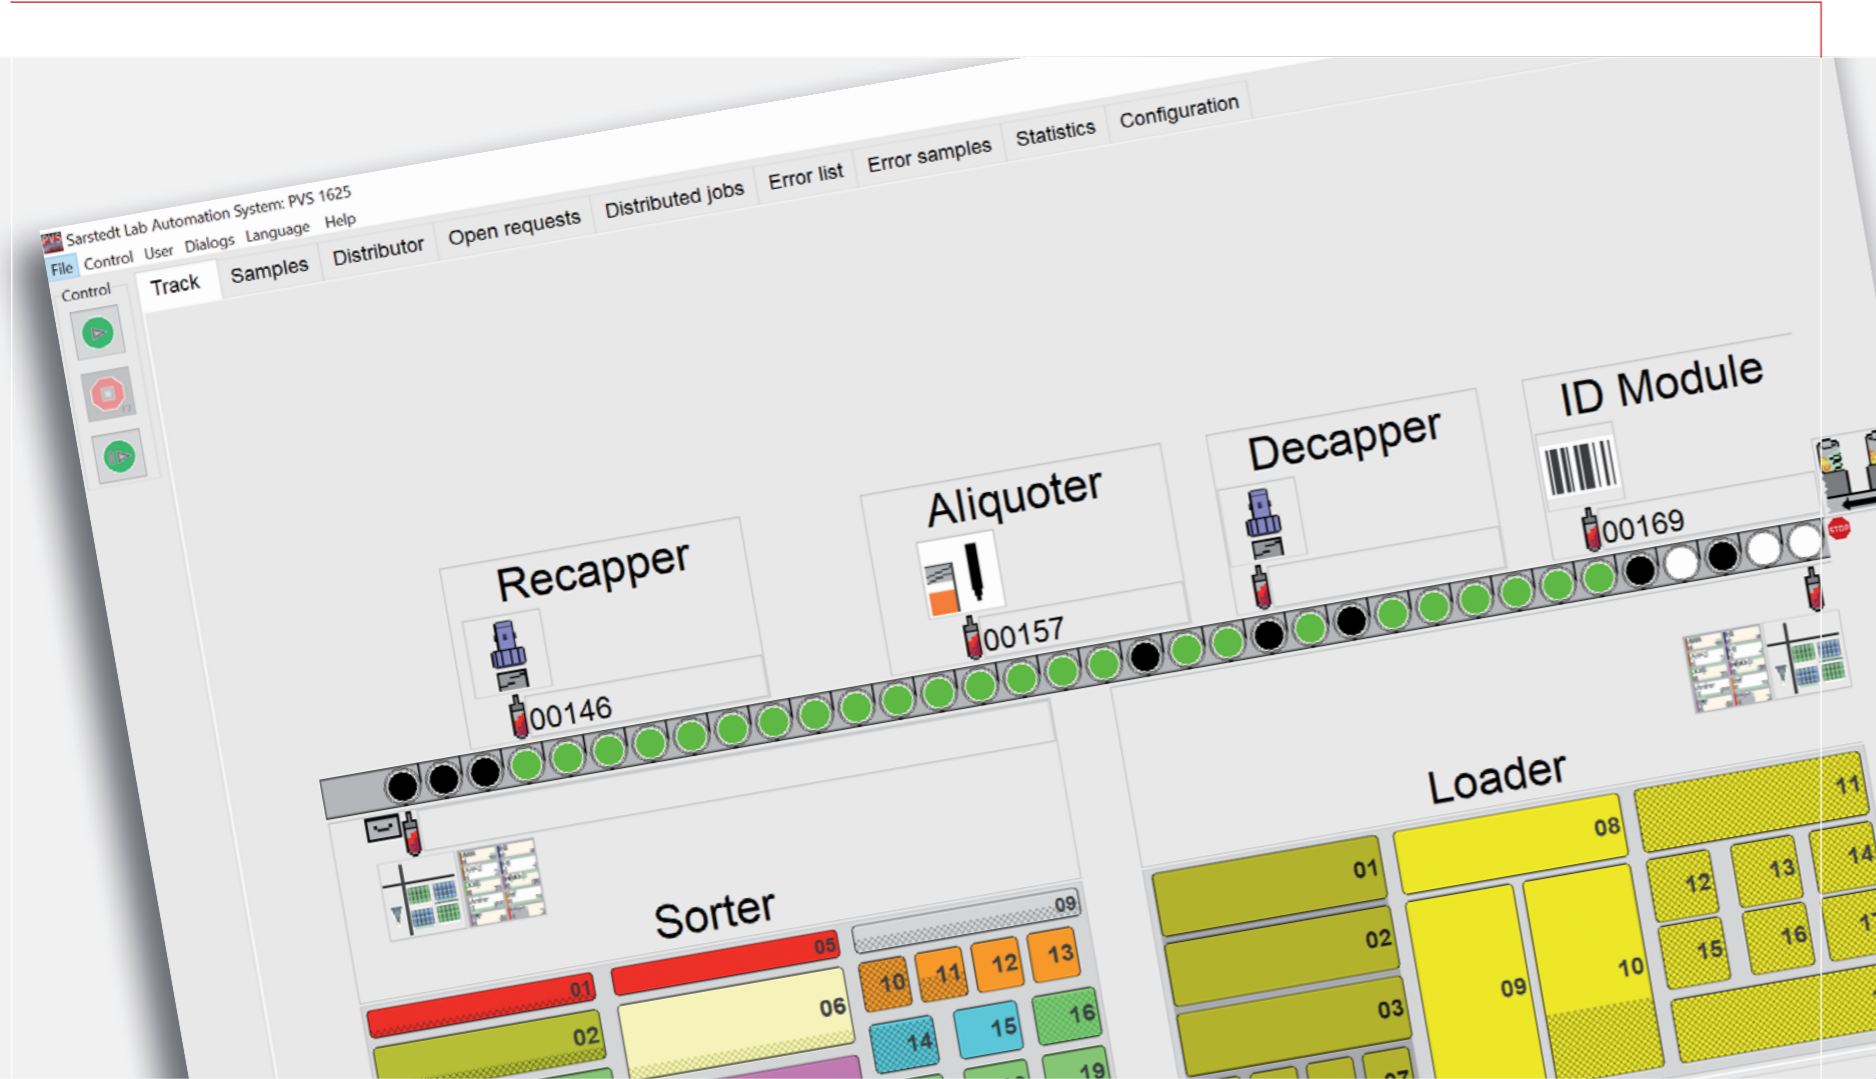 Sarstedt Lab Automation System: PVS 1625
File Control User Dialogs Language Help
Control
Track Samples Distributor Open requests Distributed jobs Error list Error samples Statistics Configuration
ID Module
00169
Decapper
Aliquoter
00157
Recapper
00146
STOP
Loader
01 08 11
02 09 10 12 13 14
03 15 16
07
Sorter
01 05 09
02 06 10 11 12 13
14 15 16
19